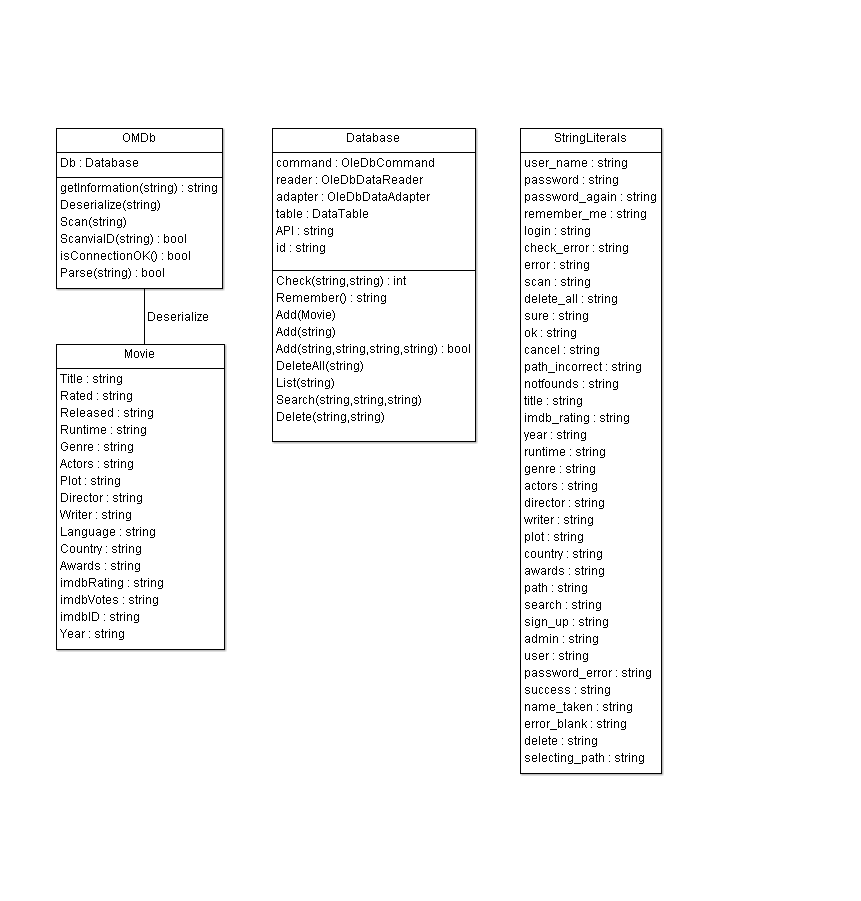 OMDb
Db : Database
getInformation(string) : string
Deserialize(string)
Scan(string)
ScanviaID(string) : bool
isConnectionOK() : bool
Parse(string) : bool
Deserialize
Movie
Title : string
Rated : string
Released : string
Runtime : string
Genre : string
Actors : string
Plot : string
Director : string
Writer : string
Language : string
Country : string
Awards : string
imdbRating : string
imdbVotes : string
imdbID : string
Year : string
Database
command : OleDbCommand
reader : OleDbDataReader
adapter : OleDbDataAdapter
table : DataTable
API : string
id : string
Check(string,string) : int
Remember() : string
Add(Movie)
Add(string)
Add(string,string,string,string) : bool
DeleteAll(string)
List(string)
Search(string,string,string)
Delete(string,string)
StringLiterals
user_name : string
password : string
password_again : string
remember_me : string
login : string
check_error : string
error : string
scan : string
delete_all : string
sure : string
ok : string
cancel : string
path_incorrect : string
notfounds : string
title : string
imdb_rating : string
year : string
runtime : string
genre : string
actors : string
director : string
writer : string
plot : string
country : string
awards : string
path : string
search : string
sign_up : string
admin : string
user : string
password_error : string
success : string
name_taken : string
error_blank : string
delete : string
selecting_path : string